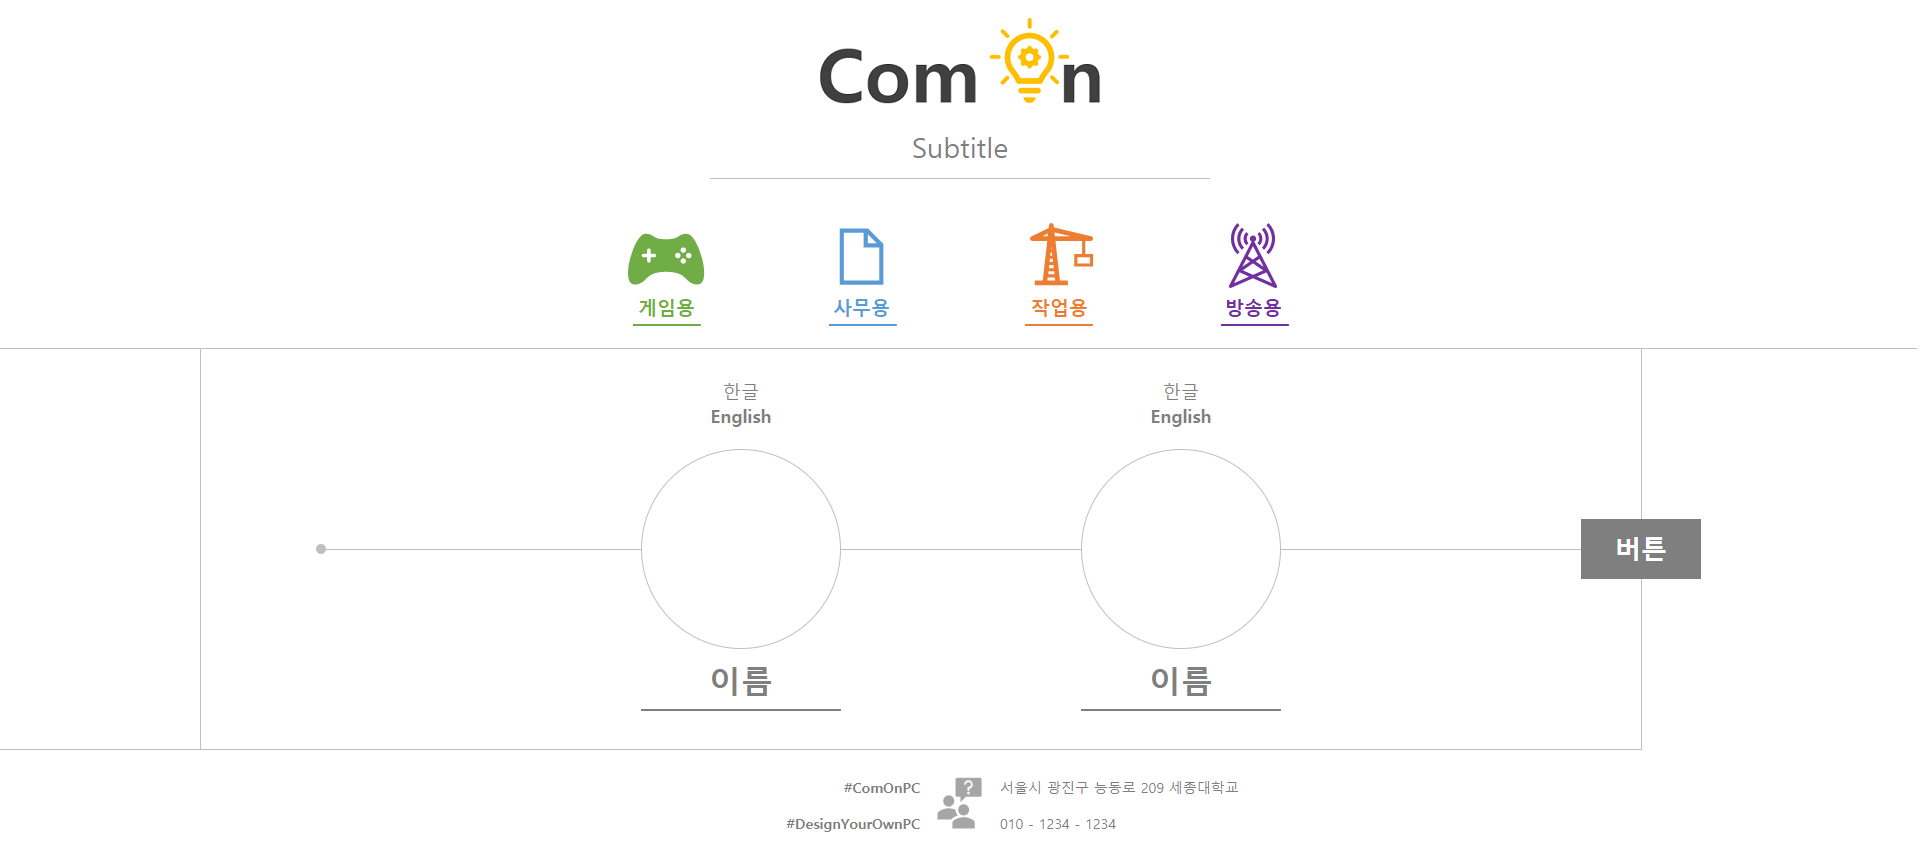 Com n
Subtitle
게임용
사무용
작업용
방송용
한글
English
한글
English
버튼
이름
이름
#ComOnPC
서울시 광진구 능동로 209 세종대학교
#DesignYourOwnPC
010 - 1234 - 1234